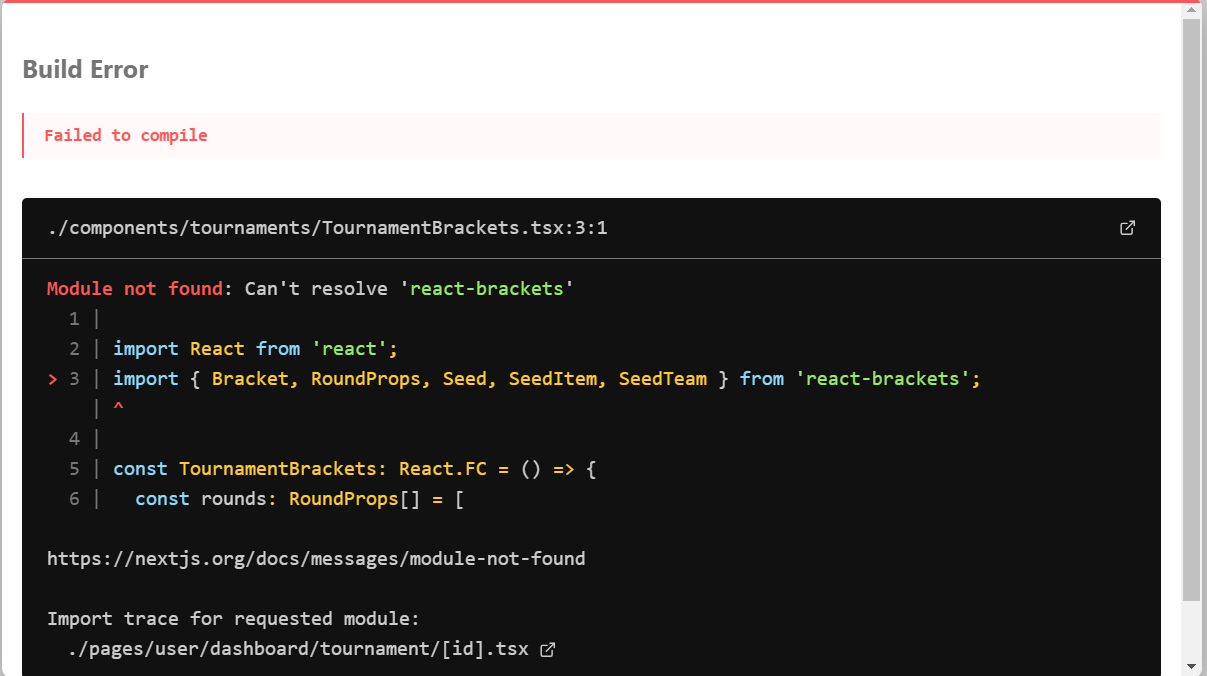 Build Error
Failed to compile
./components/tournaments/TournamentBrackets.tsx:3:1
Module not found: Can't resolve 'react-brackets'
1 |
2 | import React from 'react';
> 3 | import { Bracket, RoundProps, Seed, SeedItem, SeedTeam } from 'react-brackets';
| ^
4 |
5 | const TournamentBrackets: React.FC = () => {
6 |   const rounds: RoundProps[] = [
https://nextjs.org/docs/messages/module-not-found
Import trace for requested module:
./pages/user/dashboard/tournament/[id].tsx